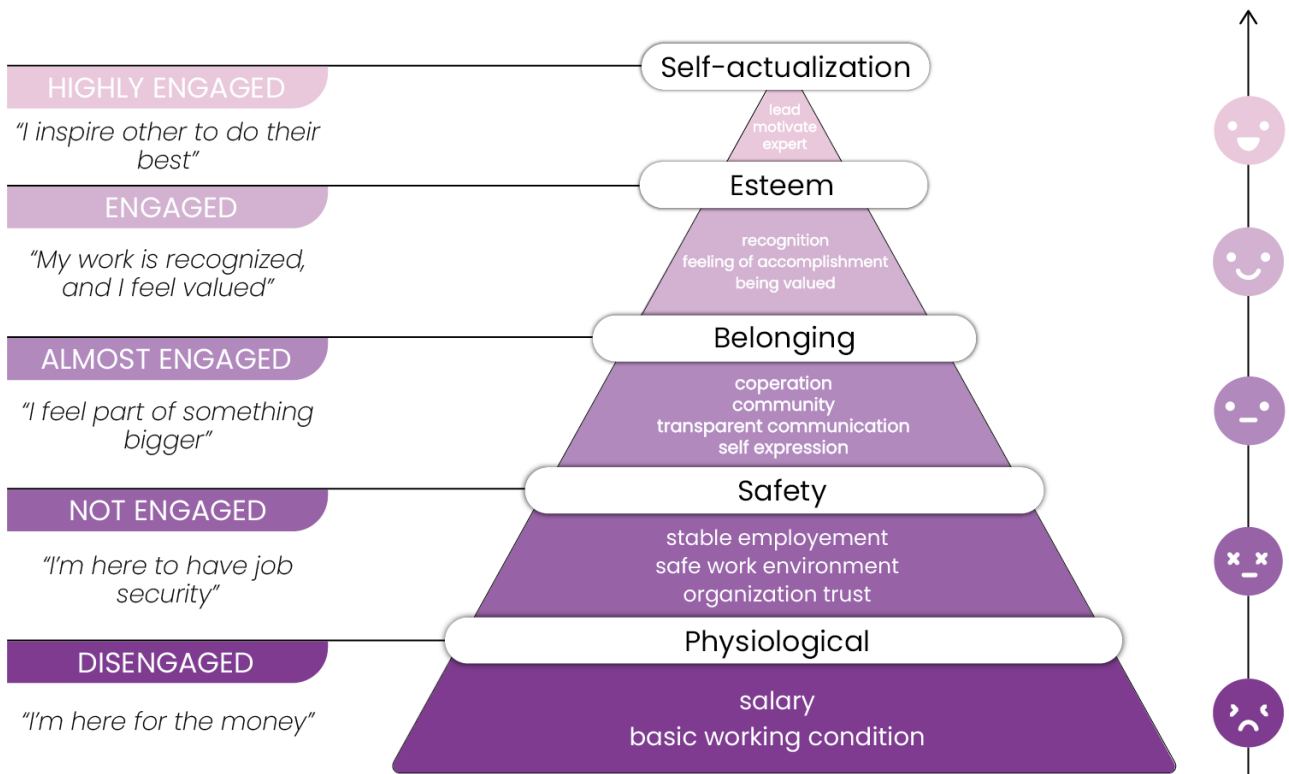 Self-actualization
HIGHLY ENGAGED
“I inspire other to do their
best”
lead
motivate
expert
Esteem
ENGAGED
“My work is recognized,
and I feel valued”
recognition
feeling of accomplishment
being valued
Belonging
ALMOST ENGAGED
“I feel part of something
bigger”
coperation
community
transparent communication
self expression
Safety
NOT ENGAGED
“I’m here to have job
security”
stable employement
safe work environment
organization trust
Physiological
DISENGAGED
“I’m here for the money”
salary
basic working condition